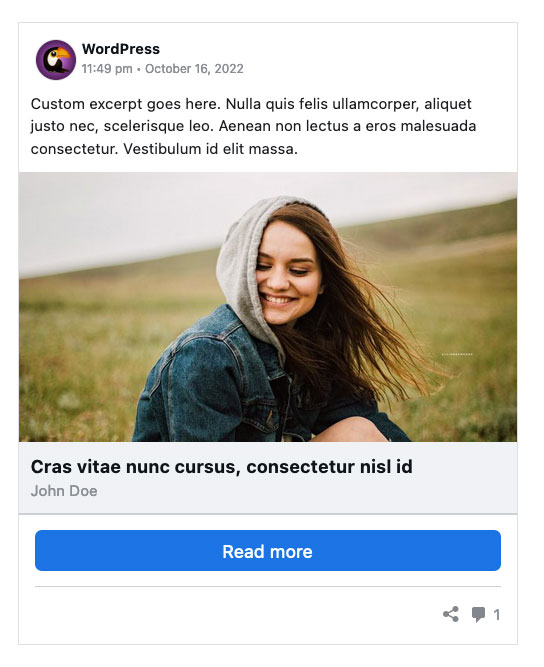 WordPress
11:49 pm • October 16, 2022
Custom excerpt goes here. Nulla quis felis ullamcorper, aliquet
justo nec, scelerisque leo. Aenean non lectus a eros malesuada
consectetur. Vestibulum id elit massa.
Cras vitae nunc cursus, consectetur nisl id
John Doe
Read more
1